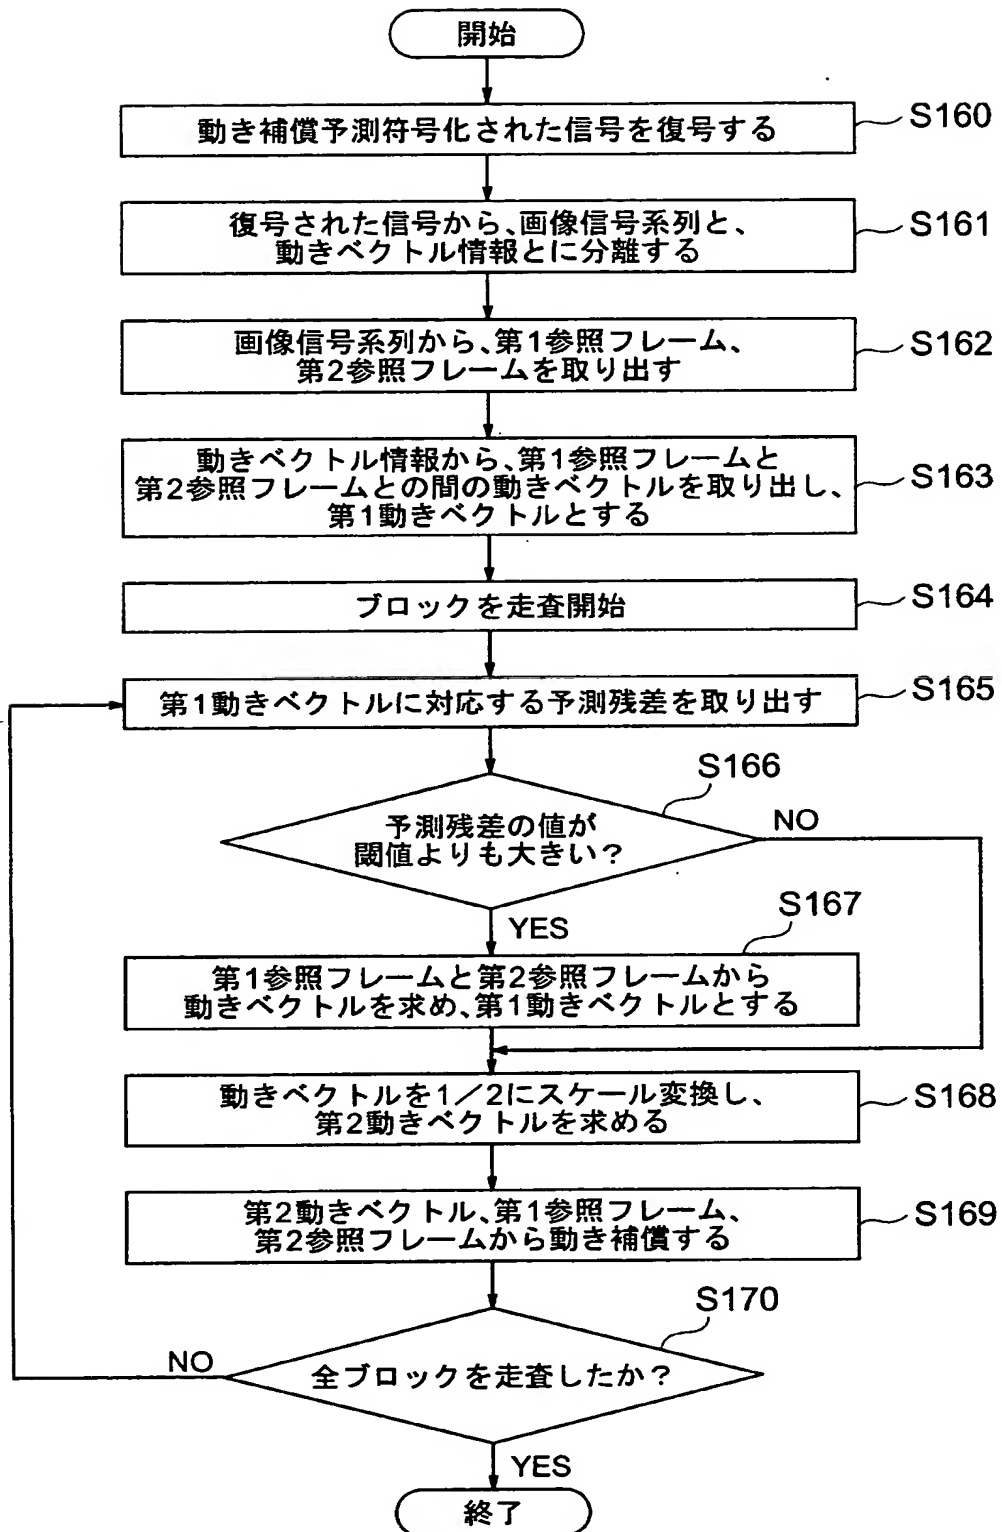 開始
動き補償予測符号化された信号を復号する
S160
復号された信号から、画像信号系列と、
動きベクトル情報とに分離する
S161
画像信号系列から、第1参照フレーム、
第2参照フレームを取り出す
S162
動きベクトル情報から、第1参照フレームと
第2参照フレームとの間の動きベクトルを取り出し、
第1動きベクトルとする
S163
ブロックを走査開始
S164
第1動きベクトルに対応する予測残差を取り出す
S165
S166
予測残差の値が
閾値よりも大きい?
NO
YES
S167
第1参照フレームと第2参照フレームから
動きベクトルを求め、第1動きベクトルとする
動きベクトルを1／2にスケール変換し、
第2動きベクトルを求める
S168
第2動きベクトル、第1参照フレーム、
第2参照フレームから動き補償する
S169
S170
NO
全ブロックを走査したか?
YES
終了